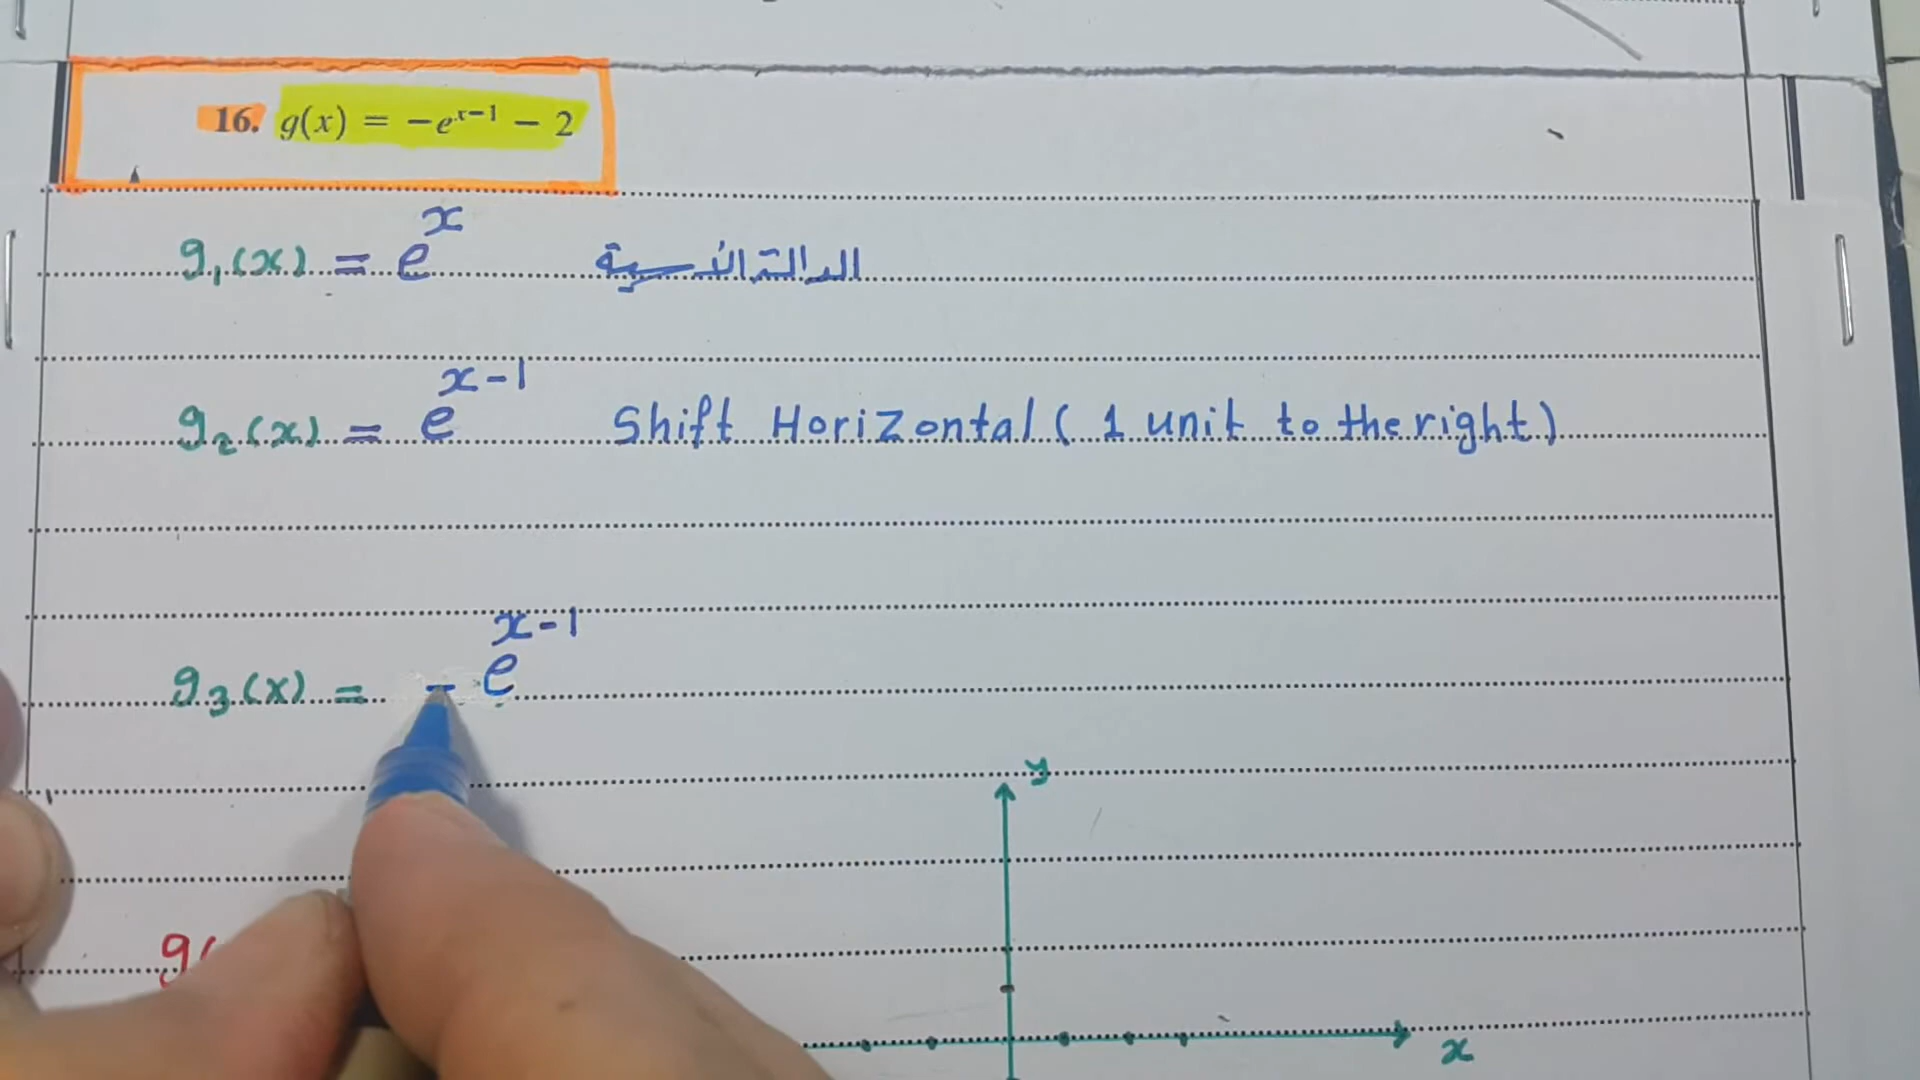 16. g(x) = −e^{x−1} − 2
g₁(x) = e^x الدالة الأسية
g₂(x) = e^{x-1} Shift Horizontal ( 1 unit to the right )
g₃(x) = - e^{x-1}
y
g(
x